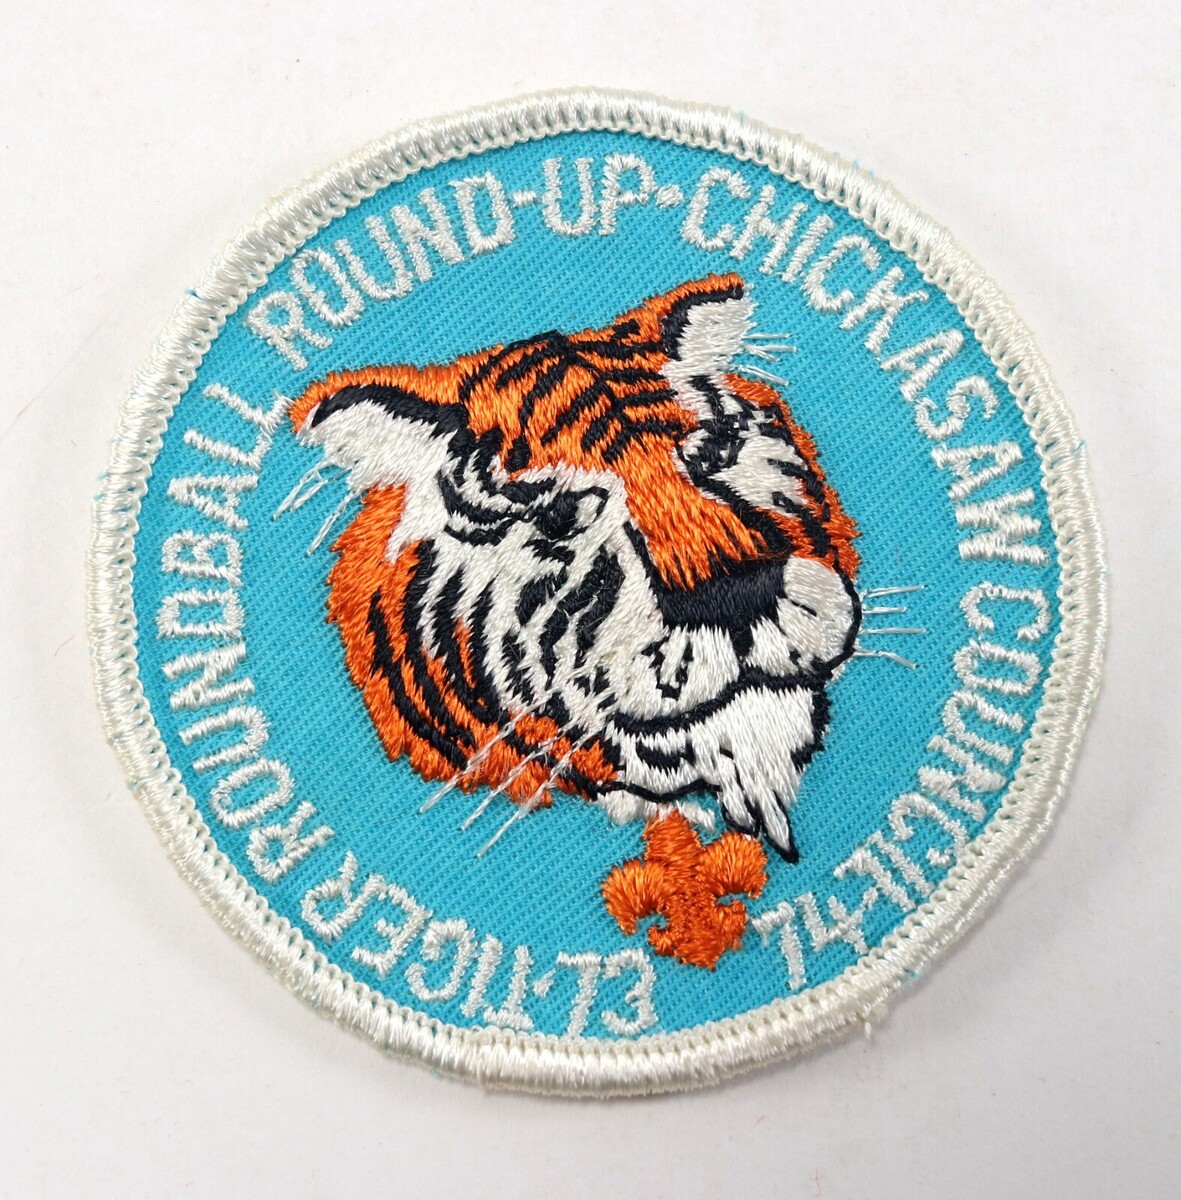 TIGER ROUNDBALL ROUND-UP·CHICKASAW COUNCIL
'73
74